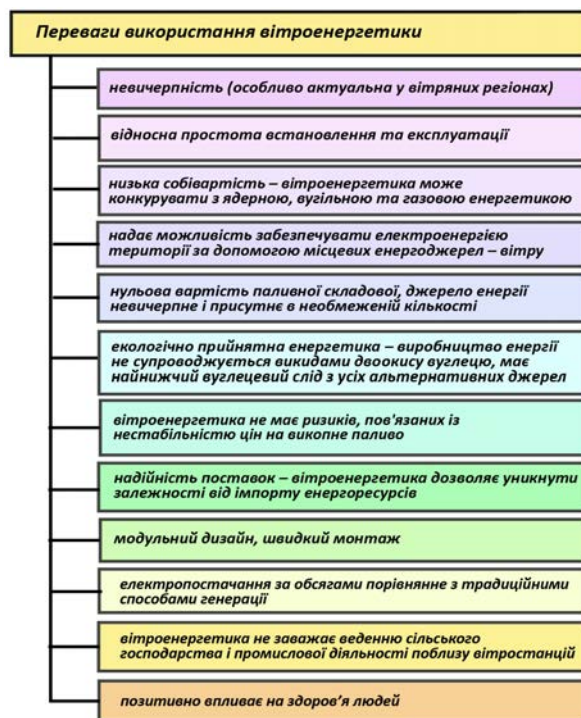 Переваги використання вітроенергетики
невичерпність (особливо актуальна у вітряних регіонах)
відносна простота встановлення та експлуатації
низька собівартість – вітроенергетика може
конкурувати з ядерною, вугільною та газовою енергетикою
надає можливість забезпечувати електроенергією
території за допомогою місцевих енергоджерел – вітру
нульова вартість паливної складової, джерело енергії
невичерпне і присутнє в необмеженій кількості
екологічно прийнятна енергетика – виробництво енергії
не супроводжується викидами двоокису вуглецю, має
найнижчий вуглецевий слід з усіх альтернативних джерел
вітроенергетика не має ризиків, пов'язаних із
нестабільністю цін на викопне паливо
надійність поставок – вітроенергетика дозволяє уникнути
залежності від імпорту енергоресурсів
модульний дизайн, швидкий монтаж
електропостачання за обсягами порівнянне з традиційними
способами генерації
вітроенергетика не заважає веденню сільського
господарства і промислової діяльності поблизу вітростанцій
позитивно впливає на здоров’я людей